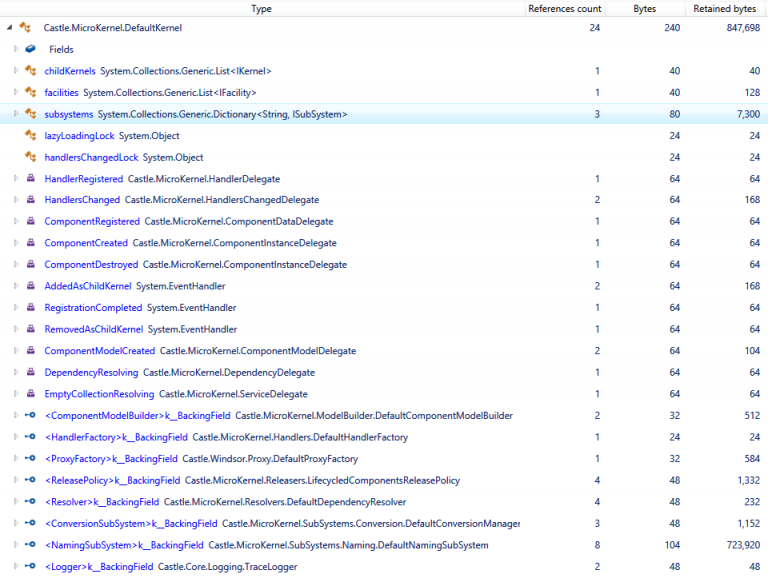 Type References count Bytes Retained bytes
Castle.MicroKernel.DefaultKernel 24 240 847,698
Fields
childKernels System.Collections.Generic.List<IKernel> 1 40 40
facilities System.Collections.Generic.List<IFacility> 1 40 128
subsystems System.Collections.Generic.Dictionary<String, ISubSystem> 3 80 7,300
lazyLoadingLock System.Object 24 24
handlersChangedLock System.Object 24 24
HandlerRegistered Castle.MicroKernel.HandlerDelegate 1 64 64
HandlersChanged Castle.MicroKernel.HandlersChangedDelegate 2 64 168
ComponentRegistered Castle.MicroKernel.ComponentDataDelegate 1 64 64
ComponentCreated Castle.MicroKernel.ComponentInstanceDelegate 1 64 64
ComponentDestroyed Castle.MicroKernel.ComponentInstanceDelegate 1 64 64
AddedAsChildKernel System.EventHandler 2 64 168
RegistrationCompleted System.EventHandler 1 64 64
RemovedAsChildKernel System.EventHandler 1 64 64
ComponentModelCreated Castle.MicroKernel.ComponentModelDelegate 2 64 104
DependencyResolving Castle.MicroKernel.DependencyDelegate 1 64 64
EmptyCollectionResolving Castle.MicroKernel.ServiceDelegate 1 64 64
<ComponentModelBuilder>k__BackingField Castle.MicroKernel.ModelBuilder.DefaultComponentModelBuilder 2 32 512
<HandlerFactory>k__BackingField Castle.MicroKernel.Handlers.DefaultHandlerFactory 1 24 24
<ProxyFactory>k__BackingField Castle.Windsor.Proxy.DefaultProxyFactory 1 32 584
<ReleasePolicy>k__BackingField Castle.MicroKernel.Releasers.LifecycledComponentsReleasePolicy 4 48 1,332
<Resolver>k__BackingField Castle.MicroKernel.Resolvers.DefaultDependencyResolver 4 48 232
<ConversionSubSystem>k__BackingField Castle.MicroKernel.SubSystems.Conversion.DefaultConversionManager 3 48 1,152
<NamingSubSystem>k__BackingField Castle.MicroKernel.SubSystems.Naming.DefaultNamingSubSystem 8 104 723,920
<Logger>k__BackingField Castle.Core.Logging.TraceLogger 2 48 48